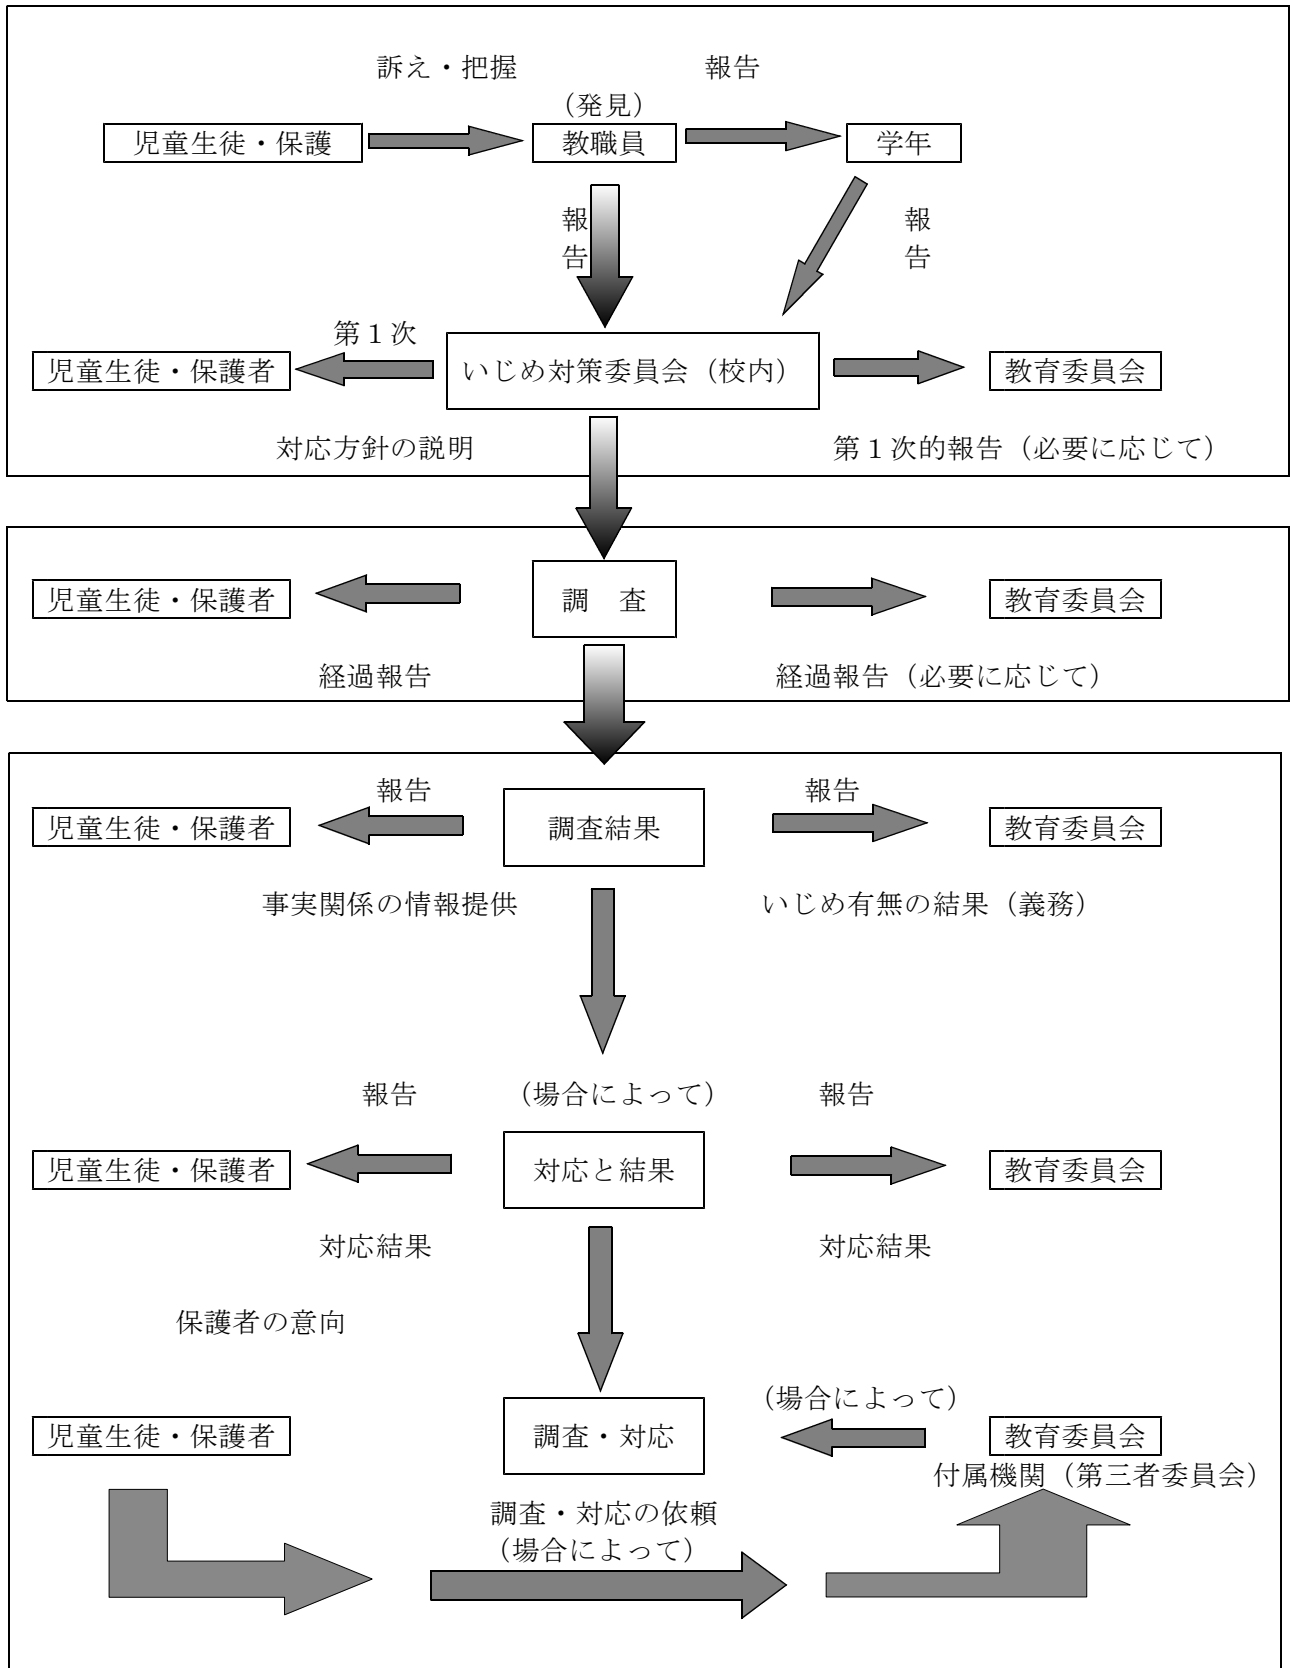 訴え・把握
報告
（発見）
児童生徒・保護
教職員
学年
報告
報告
第１次
児童生徒・保護者
いじめ対策委員会（校内）
教育委員会
対応方針の説明
第１次的報告（必要に応じて）
児童生徒・保護者
調　査
教育委員会
経過報告
経過報告（必要に応じて）
報告
報告
児童生徒・保護者
調査結果
教育委員会
事実関係の情報提供
いじめ有無の結果（義務）
報告
（場合によって）
報告
児童生徒・保護者
対応と結果
教育委員会
対応結果
対応結果
保護者の意向
（場合によって）
児童生徒・保護者
調査・対応
教育委員会
付属機関（第三者委員会）
調査・対応の依頼
（場合によって）